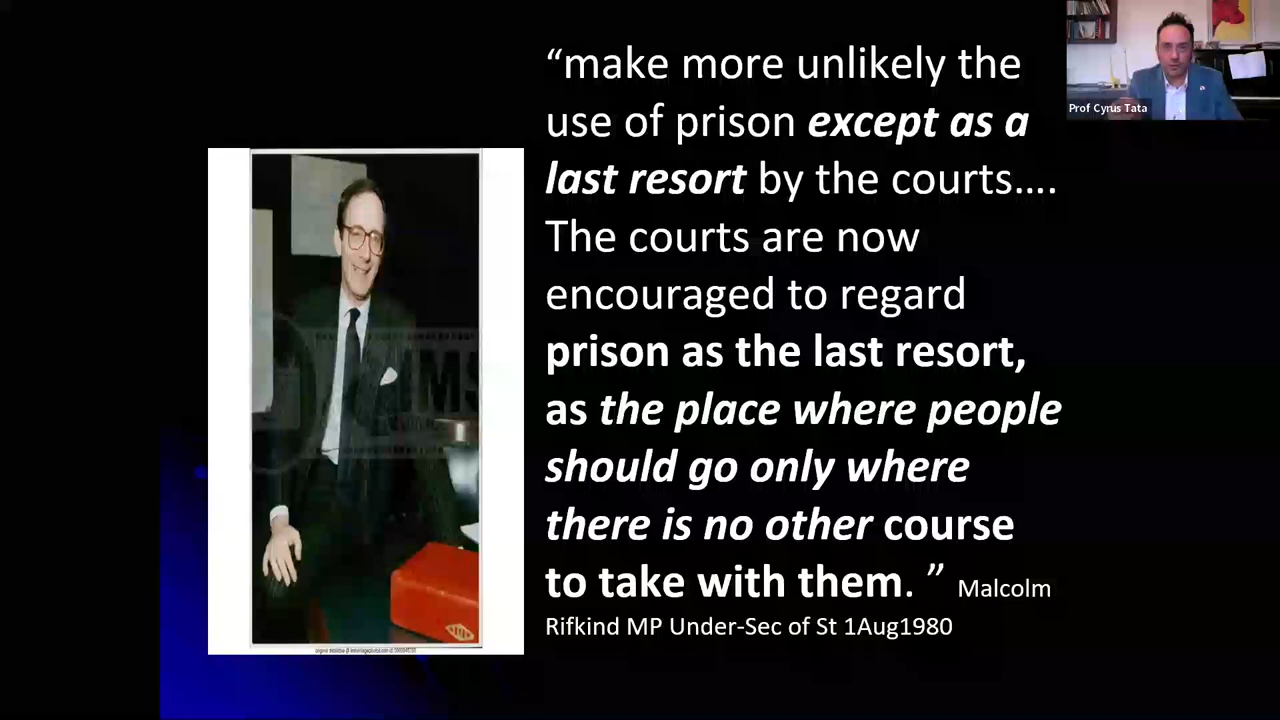 “make more unlikely the
use of prison except as a
last resort by the courts….
The courts are now
encouraged to regard
prison as the last resort,
as the place where people
should go only where
there is no other course
to take with them. ” Malcolm
Rifkind MP Under-Sec of St 1Aug1980
Prof Cyrus Tata